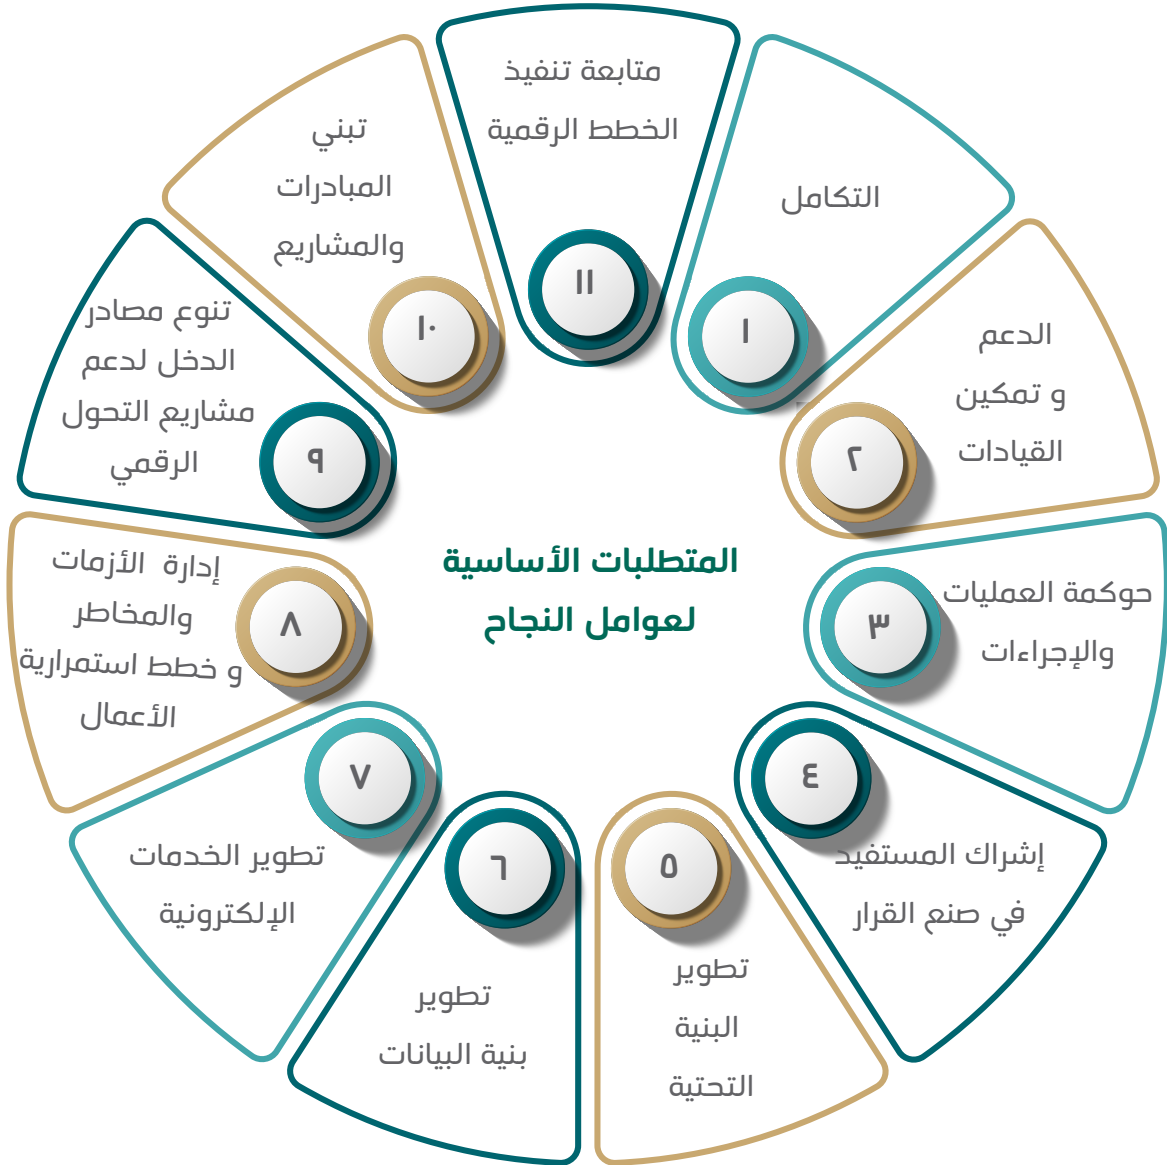 المتطلبات الأساسية
لعوامل النجاح
١
التكامل
٢
الدعم
و تمكين
القيادات
٣
حوكمة العمليات
والإجراءات
٤
إشراك المستفيد
في صنع القرار
٥
تطوير
البنية
التحتية
٦
تطوير
بنية البيانات
٧
تطوير الخدمات
الإلكترونية
٨
إدارة الأزمات
والمخاطر
و خطط استمرارية
الأعمال
٩
تنوع مصادر
الدخل لدعم
مشاريع التحول
الرقمي
١٠
تبني
المبادرات
والمشاريع
١١
متابعة تنفيذ
الخطط الرقمية